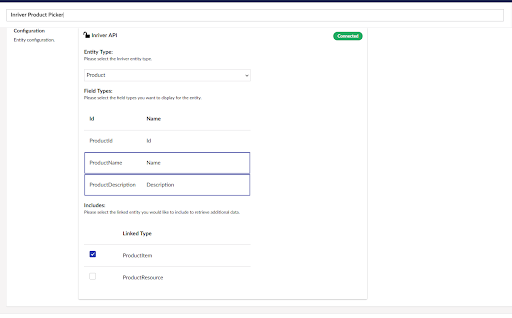 Inriver Product Picker
Configuration
Entity configuration.
Inriver API
Connected
Entity Type:
Please select the Inriver entity type.
Product
Field Types:
Please select the field types you want to display for the entity.
Id Name
ProductId Id
ProductName Name
ProductDescription Description
Includes:
Please select the linked entity you would like to include to retrieve additional data.
Linked Type
ProductItem
ProductResource